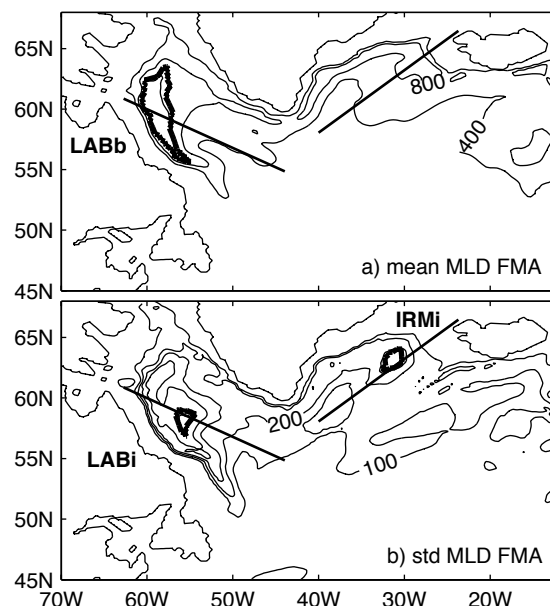 65N
60N
55N
50N
45N
LABb
800
400
a) mean MLD FMA
65N
60N
55N
50N
45N
IRMi
LABi
200
100
b) std MLD FMA
70W 60W 50W 40W 30W 20W